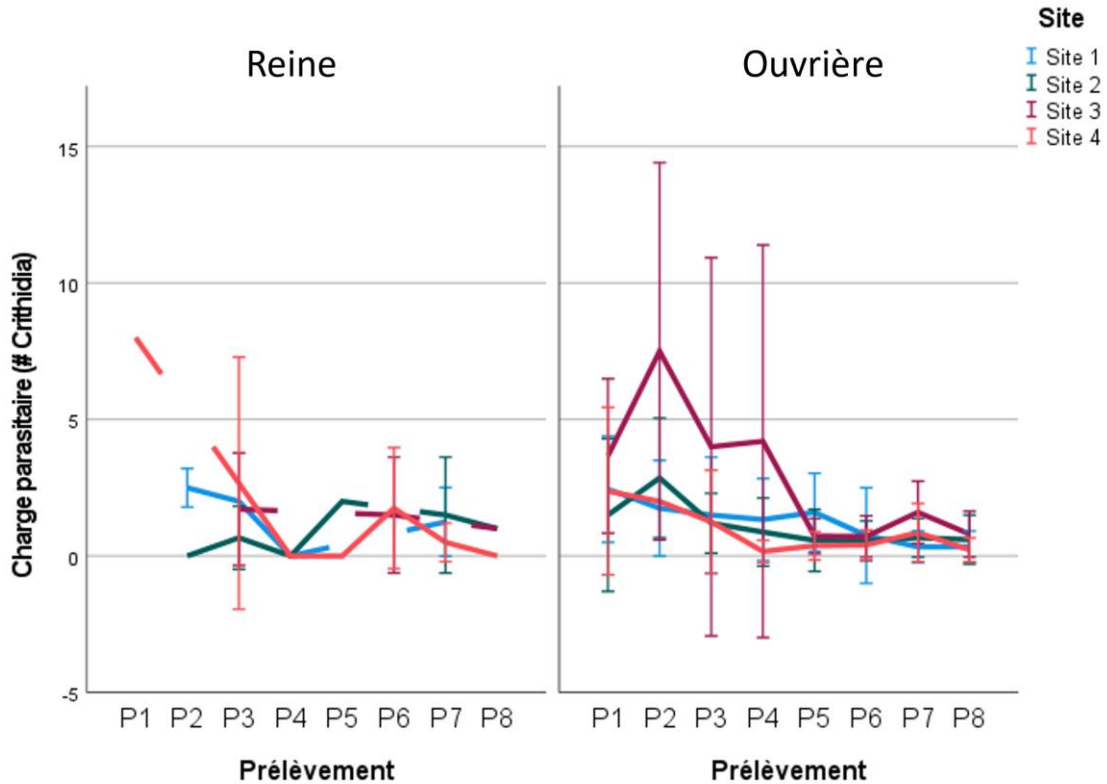 Reine
Ouvrière
Site
Site 1
Site 2
Site 3
Site 4
Charge parasitaire (# Crithidia)
15
10
5
0
-5
P1 P2 P3 P4 P5 P6 P7 P8
P1 P2 P3 P4 P5 P6 P7 P8
Prélèvement
Prélèvement